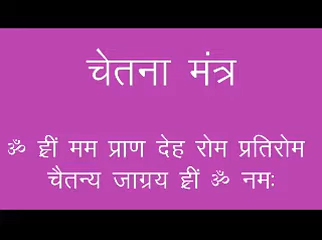 चेतना मंत्र
ॐ ह्रीं मम प्राण देह रोम प्रतिरोम
चैतन्य जाग्रय ह्रीं ॐ नमः